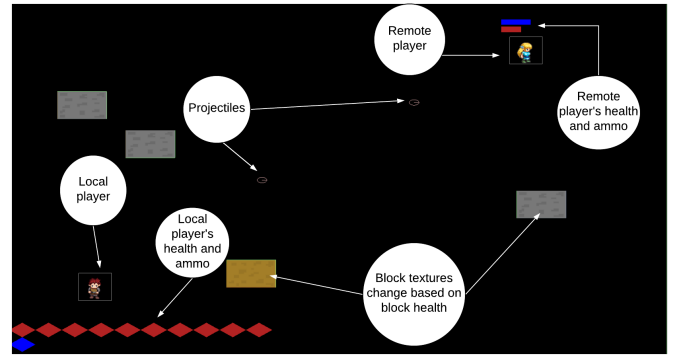 Remote
player
Projectiles
Remote
player's health
and ammo
Local
player
Local
player's
health and
ammo
Block textures
change based on
block health